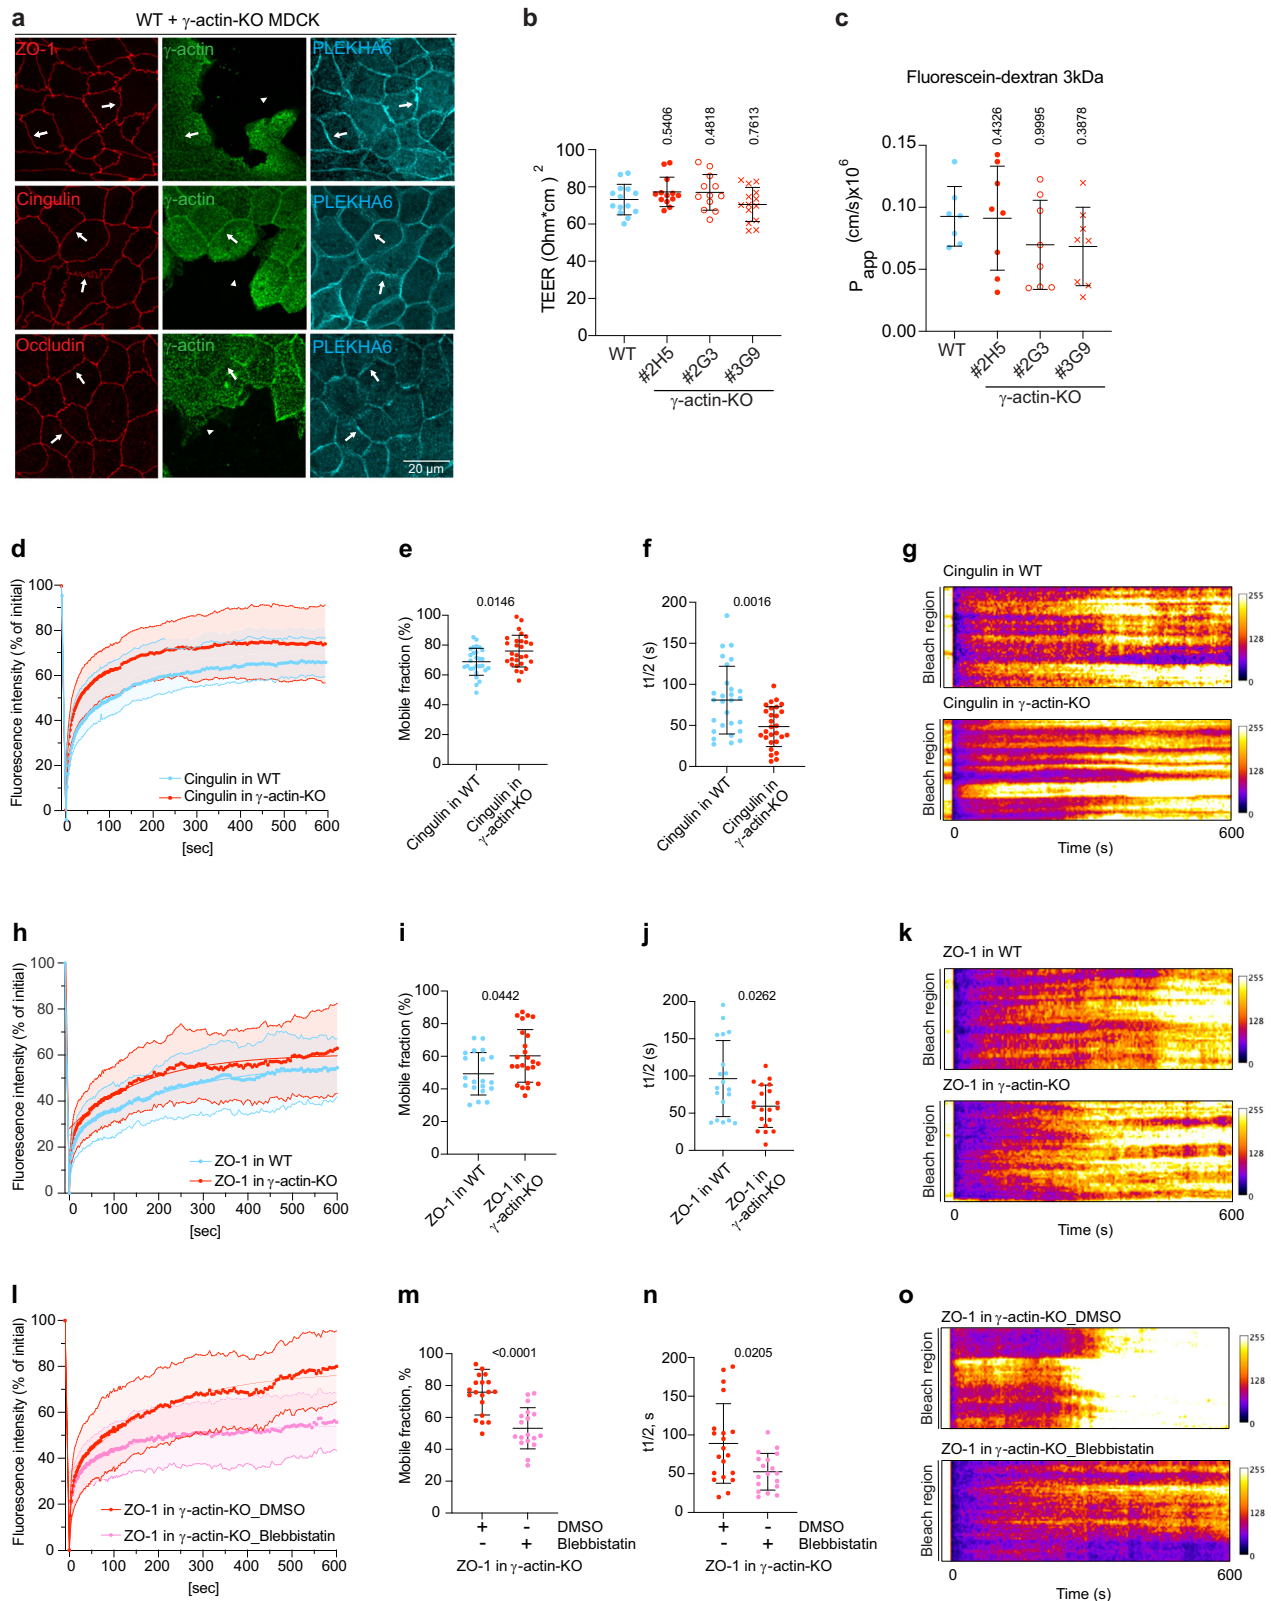 a
WT + γ-actin-KO MDCK
ZO-1
γ-actin
PLEKHA6
Cingulin
γ-actin
PLEKHA6
Occludin
γ-actin
PLEKHA6
20 µm
b
0.5406
0.4818
0.7613
TEER (Ohm*cm ) 2
100
80
60
40
20
0
WT
#2H5
#2G3
#3G9
γ-actin-KO
c
Fluorescein-dextran 3kDa
0.4326
0.9995
0.3878
P app (cm/s)x10⁶
0.15
0.10
0.05
0.00
WT
#2H5
#2G3
#3G9
γ-actin-KO
d
Fluorescence intensity (% of initial)
100
80
60
40
20
0
Cingulin in WT
Cingulin in γ-actin-KO
0 100 200 300 400 500 600
[sec]
e
0.0146
Mobile fraction (%)
100
80
60
40
20
0
Cingulin in WT
Cingulin in
γ-actin-KO
f
0.0016
t1/2 (s)
200
150
100
50
0
Cingulin in WT
Cingulin in
γ-actin-KO
g
Cingulin in WT
Bleach region
255
128
0
Cingulin in γ-actin-KO
Bleach region
255
128
0
0 600
Time (s)
h
Fluorescence intensity (% of initial)
100
80
60
40
20
0
ZO-1 in WT
ZO-1 in γ-actin-KO
0 100 200 300 400 500 600
[sec]
i
0.0442
Mobile fraction (%)
100
80
60
40
20
0
ZO-1 in WT
ZO-1 in
γ-actin-KO
j
0.0262
t1/2 (s)
200
150
100
50
0
ZO-1 in WT
ZO-1 in
γ-actin-KO
k
ZO-1 in WT
Bleach region
255
128
0
ZO-1 in γ-actin-KO
Bleach region
255
128
0
0 600
Time (s)
l
Fluorescence intensity (% of initial)
100
80
60
40
20
0
ZO-1 in γ-actin-KO_DMSO
ZO-1 in γ-actin-KO_Blebbistatin
0 100 200 300 400 500 600
[sec]
m
<0.0001
Mobile fraction, %
100
80
60
40
20
0
+ - DMSO
- + Blebbistatin
ZO-1 in γ-actin-KO
n
0.0205
t1/2, s
200
150
100
50
0
+ - DMSO
- + Blebbistatin
ZO-1 in γ-actin-KO
o
ZO-1 in γ-actin-KO_DMSO
Bleach region
255
128
0
ZO-1 in γ-actin-KO_Blebbistatin
Bleach region
255
128
0
0 600
Time (s)